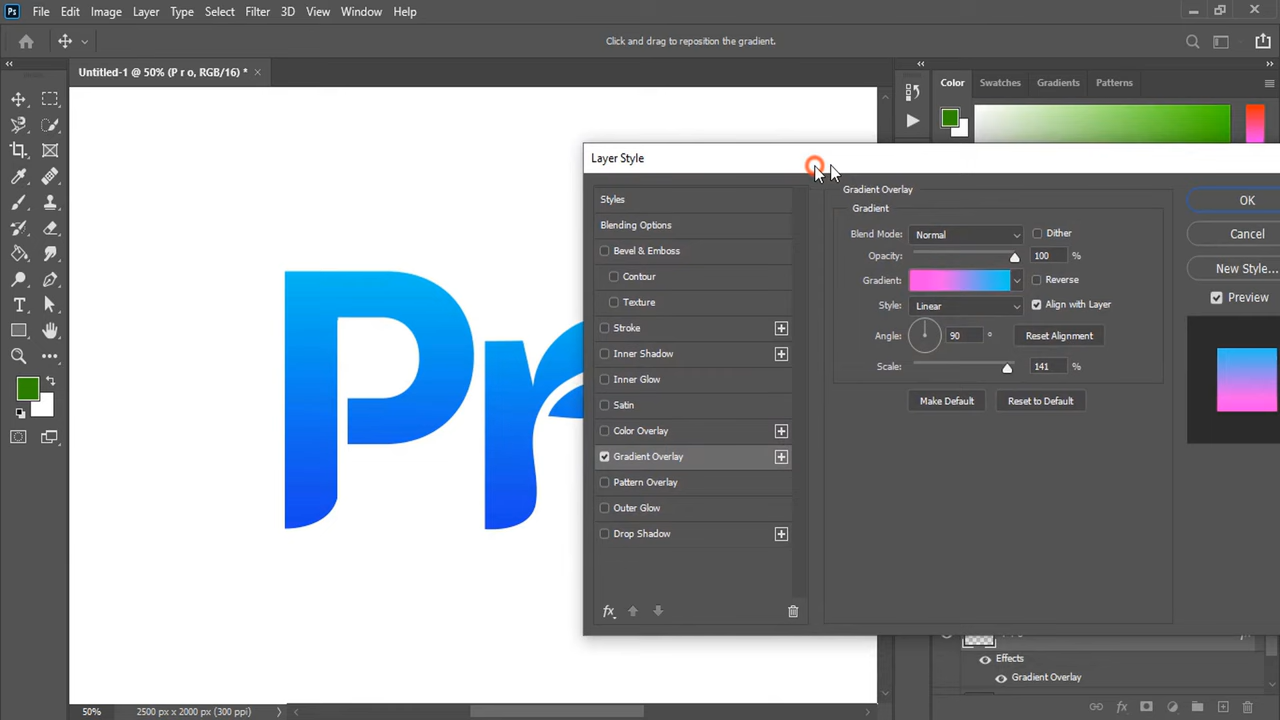 Ps File Edit Image Layer Type Select Filter 3D View Window Help
Click and drag to reposition the gradient.
Untitled-1 @ 50% (P r o, RGB/16) * ×
Color Swatches Gradients Patterns
Layer Style
Styles
Blending Options
Bevel & Emboss
Contour
Texture
Stroke
Inner Shadow
Inner Glow
Satin
Color Overlay
Gradient Overlay
Pattern Overlay
Outer Glow
Drop Shadow
fx
Gradient Overlay
Gradient
Blend Mode: Normal Dither
Opacity: 100 %
Gradient: Reverse
Style: Linear Align with Layer
Angle: 90 ° Reset Alignment
Scale: 141 %
Make Default Reset to Default
OK
Cancel
New Style...
Preview
Pr
Effects
Gradient Overlay
50% 2500 px x 2000 px (300 ppi)
fx